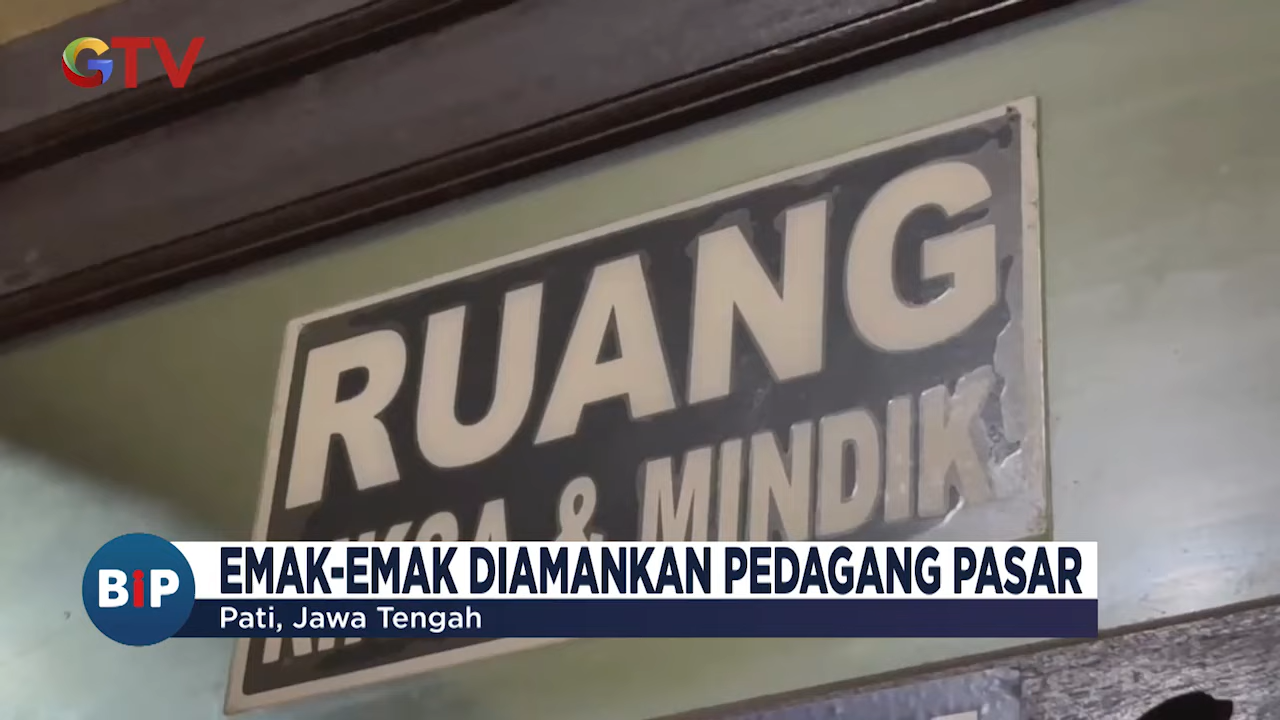 GTV
RUANG
& MINDIK
BiP
EMAK-EMAK DIAMANKAN PEDAGANG PASAR
Pati, Jawa Tengah